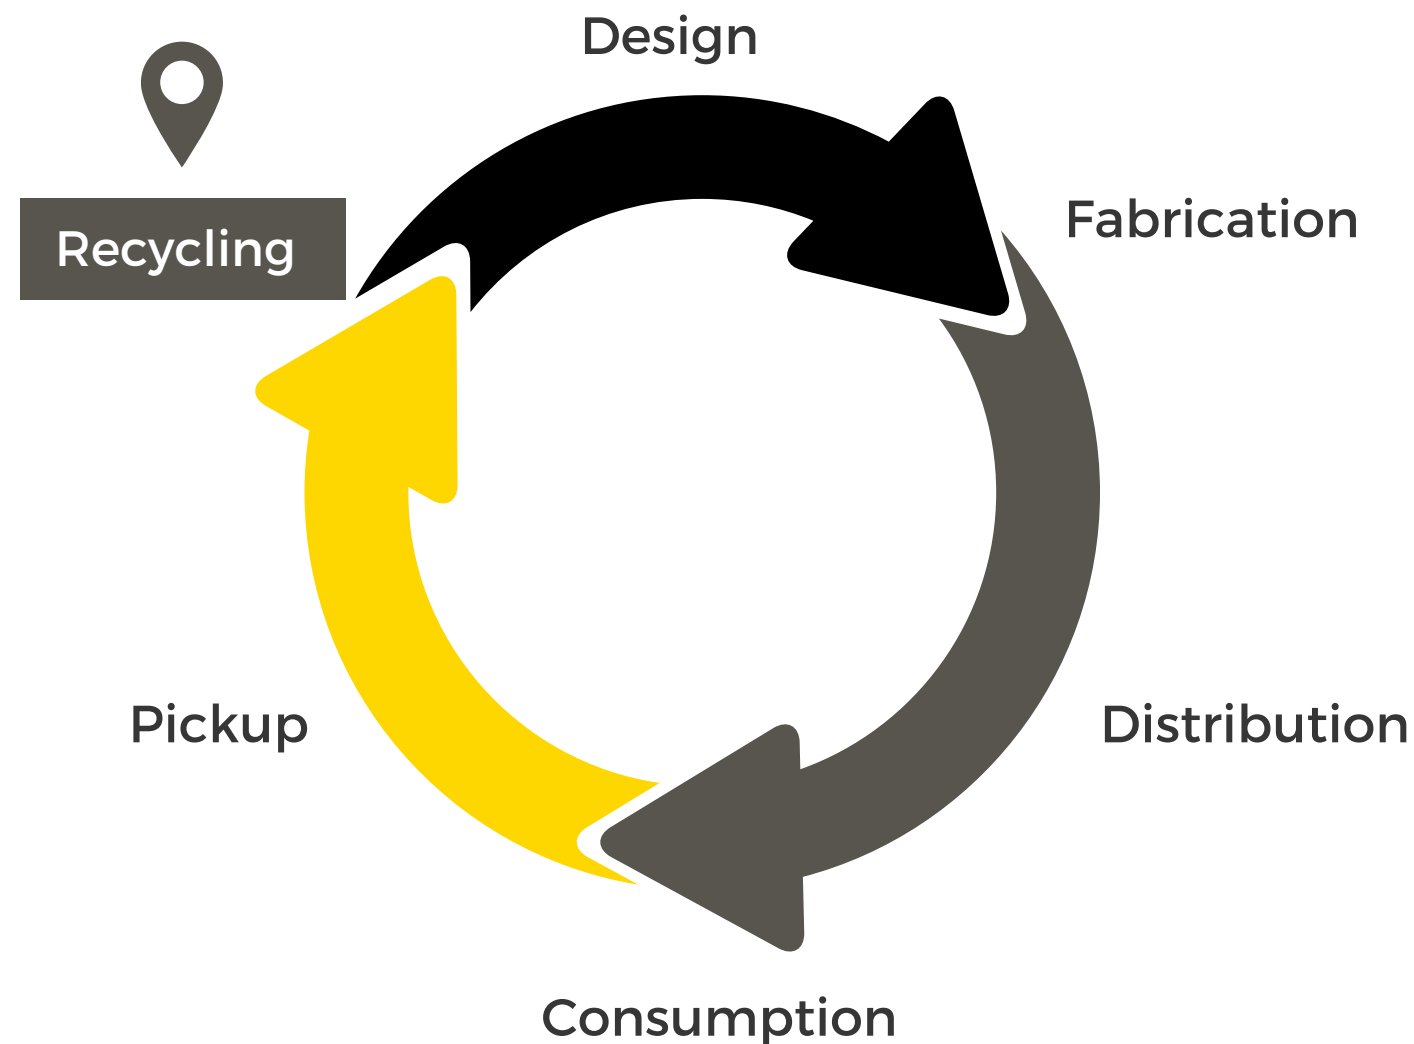 Design
Fabrication
Recycling
Distribution
Pickup
Consumption